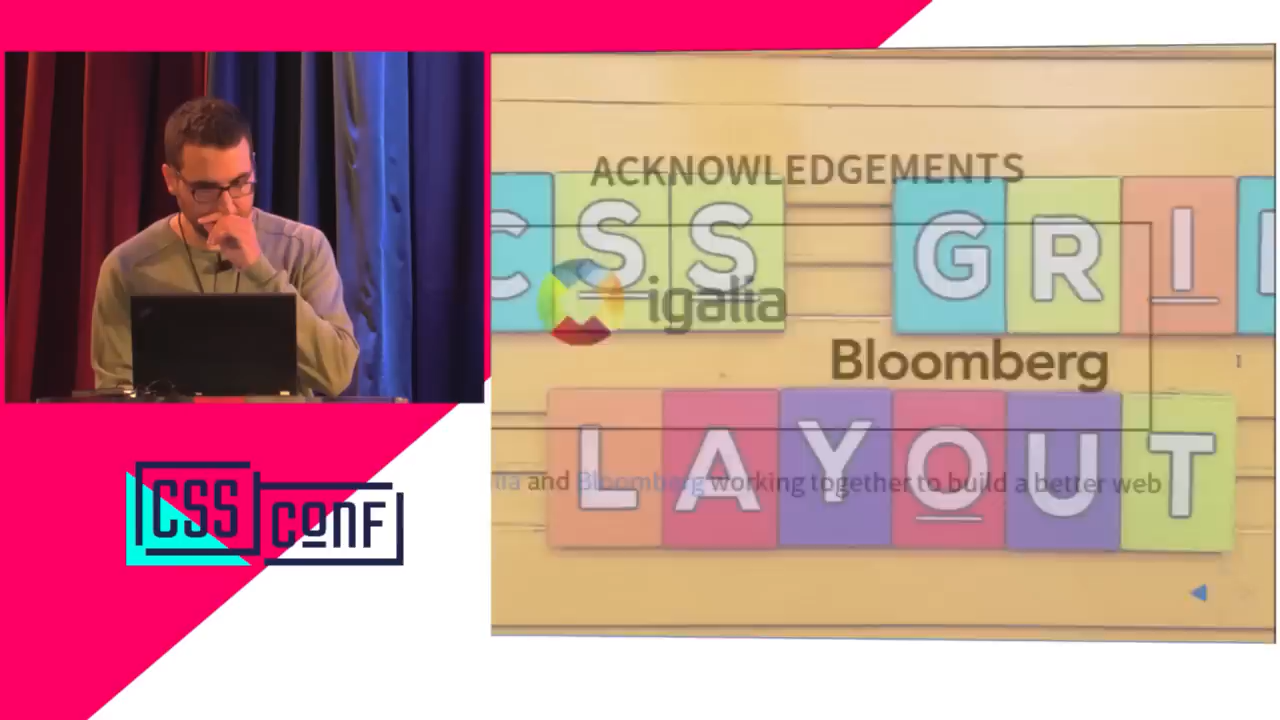 ACKNOWLEDGEMENTS
CSS GRI
igalia
Bloomberg
LAYOUT
and Bloomberg working together to build a better web
CSS
conf